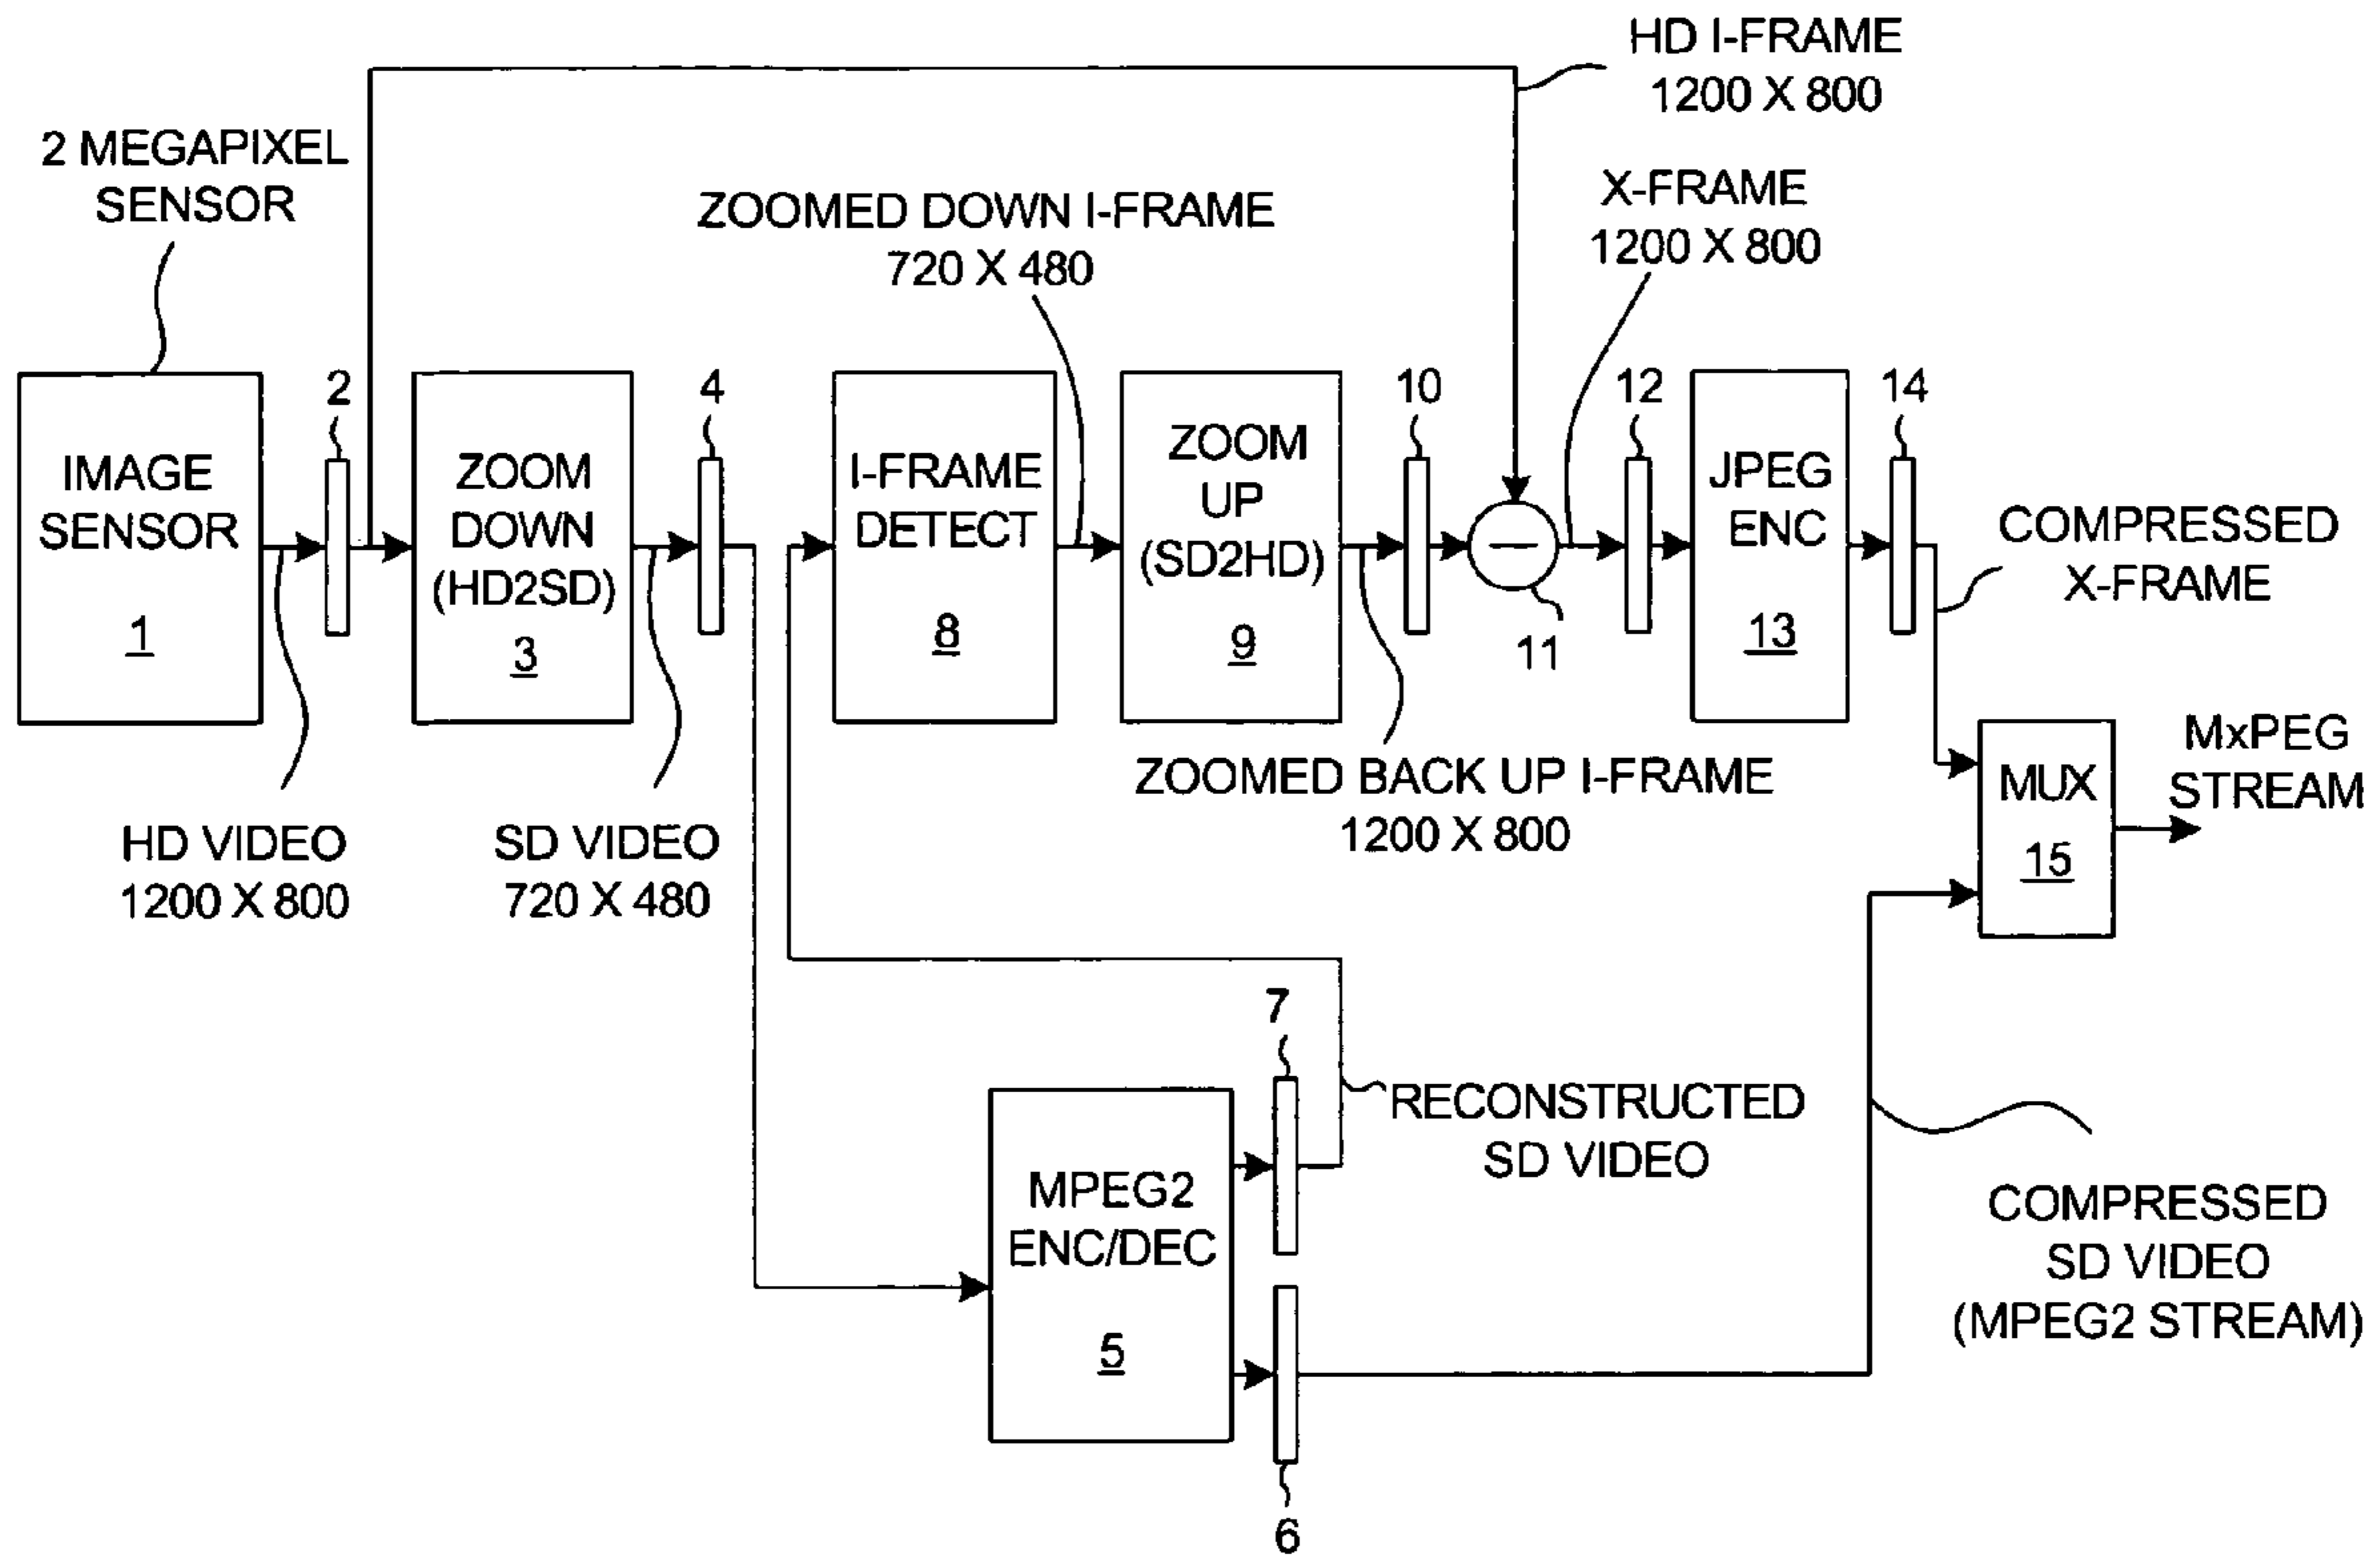 HD I-FRAME
1200 X 800
2 MEGAPIXEL
SENSOR
ZOOMED DOWN I-FRAME
720 X 480
X-FRAME
1200 X 800
2
4
10
12
14
IMAGE
SENSOR
1
ZOOM
DOWN
(HD2SD)
3
I-FRAME
DETECT
8
ZOOM
UP
(SD2HD)
9
11
JPEG
ENC
13
COMPRESSED
X-FRAME
HD VIDEO
1200 X 800
SD VIDEO
720 X 480
ZOOMED BACK UP I-FRAME
1200 X 800
MUX
15
MxPEG
STREAM
7
RECONSTRUCTED
SD VIDEO
MPEG2
ENC/DEC
5
6
COMPRESSED
SD VIDEO
(MPEG2 STREAM)